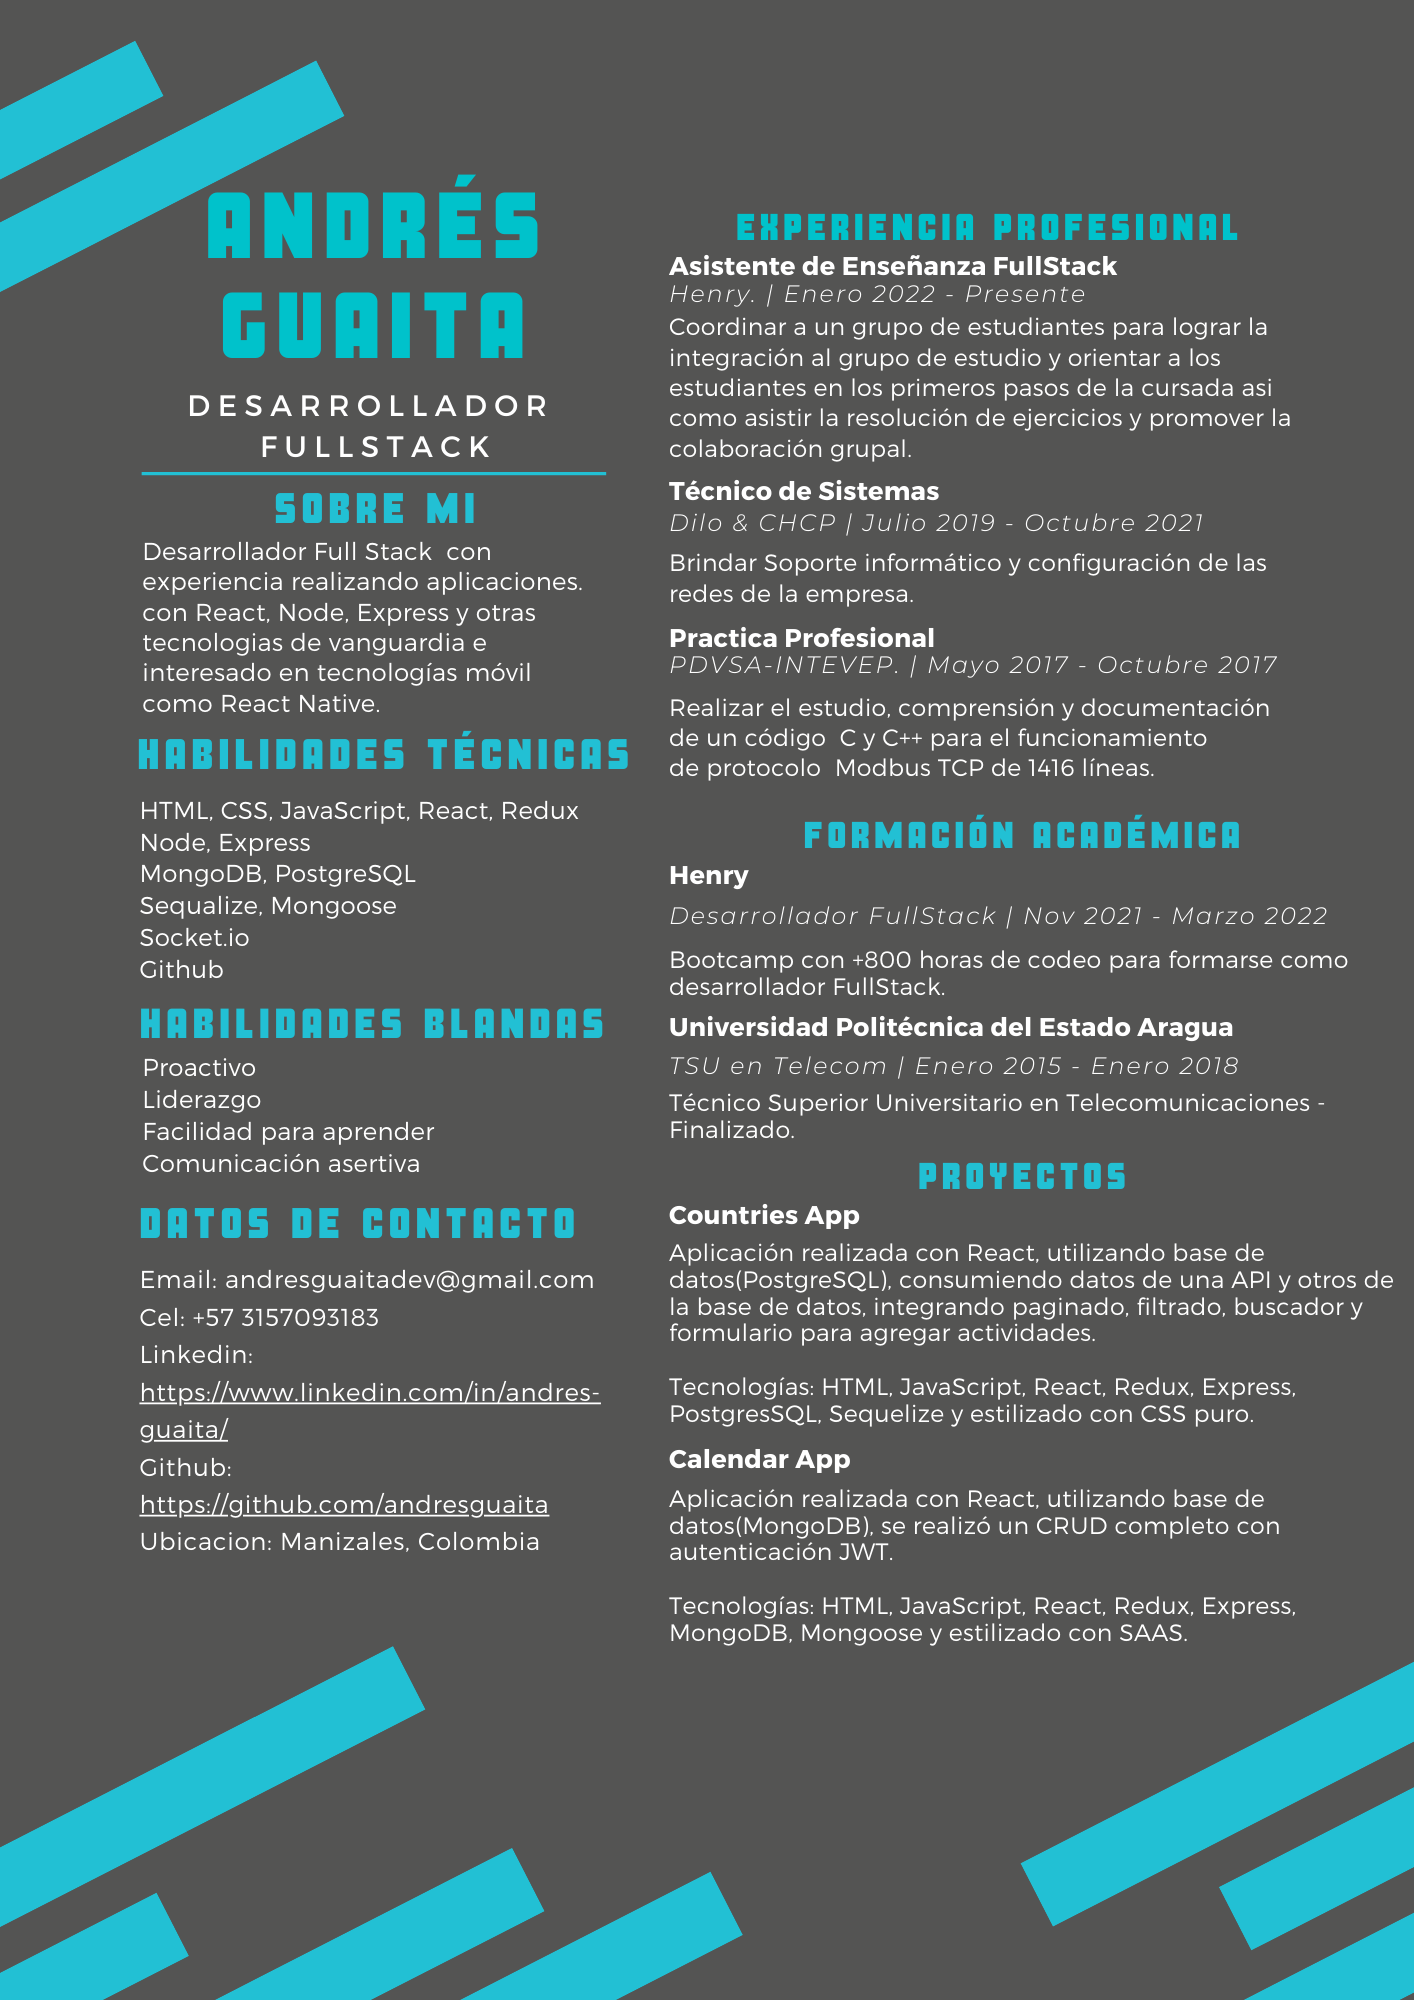 ANDRÉS
GUAITA
DESARROLLADOR
FULLSTACK
SOBRE MI
Desarrollador Full Stack  con
experiencia realizando aplicaciones.
con React, Node, Express y otras
tecnologias de vanguardia e
interesado en tecnologías móvil
como React Native.
HABILIDADES TÉCNICAS
HTML, CSS, JavaScript, React, Redux
Node, Express
MongoDB, PostgreSQL
Sequalize, Mongoose
Socket.io
Github
HABILIDADES BLANDAS
Proactivo
Liderazgo
Facilidad para aprender
Comunicación asertiva
DATOS DE CONTACTO
Email: andresguaitadev@gmail.com
Cel: +57 3157093183
Linkedin:
https://www.linkedin.com/in/andres-
guaita/
Github:
https://github.com/andresguaita
Ubicacion: Manizales, Colombia
EXPERIENCIA PROFESIONAL
Asistente de Enseñanza FullStack
Henry. | Enero 2022 - Presente
Coordinar a un grupo de estudiantes para lograr la
integración al grupo de estudio y orientar a los
estudiantes en los primeros pasos de la cursada asi
como asistir la resolución de ejercicios y promover la
colaboración grupal.
Técnico de Sistemas
Dilo & CHCP | Julio 2019 - Octubre 2021
Brindar Soporte informático y configuración de las
redes de la empresa.
Practica Profesional
PDVSA-INTEVEP. | Mayo 2017 - Octubre 2017
Realizar el estudio, comprensión y documentación
de un código  C y C++ para el funcionamiento
de protocolo  Modbus TCP de 1416 líneas.
FORMACIÓN ACADÉMICA
Henry
Desarrollador FullStack | Nov 2021 - Marzo 2022
Bootcamp con +800 horas de codeo para formarse como
desarrollador FullStack.
Universidad Politécnica del Estado Aragua
TSU en Telecom | Enero 2015 - Enero 2018
Técnico Superior Universitario en Telecomunicaciones -
Finalizado.
PROYECTOS
Countries App
Aplicación realizada con React, utilizando base de
datos(PostgreSQL), consumiendo datos de una API y otros de
la base de datos, integrando paginado, filtrado, buscador y
formulario para agregar actividades.
Tecnologías: HTML, JavaScript, React, Redux, Express,
PostgresSQL, Sequelize y estilizado con CSS puro.
Calendar App
Aplicación realizada con React, utilizando base de
datos(MongoDB), se realizó un CRUD completo con
autenticación JWT.
Tecnologías: HTML, JavaScript, React, Redux, Express,
MongoDB, Mongoose y estilizado con SAAS.